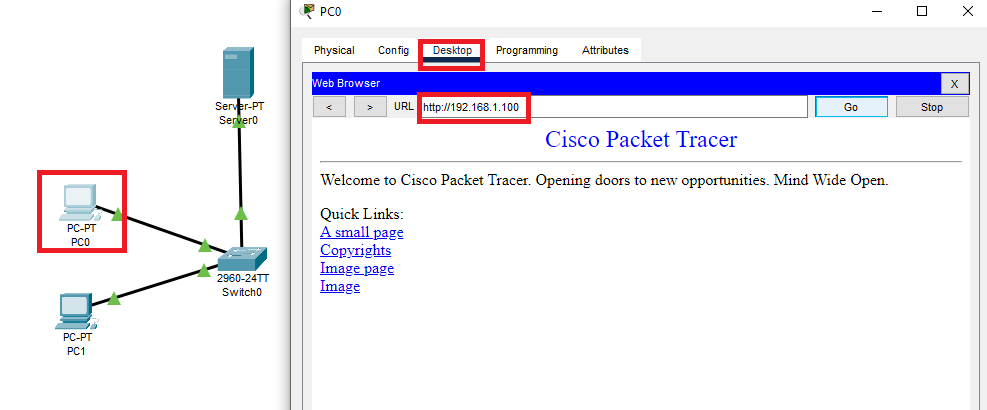 Server-PT
Server0
PC-PT
PC0
2960-24TT
Switch0
PC-PT
PC1
PC0
Physical Config Desktop Programming Attributes
Web Browser X
< > URL http://192.168.1.100 Go Stop
Cisco Packet Tracer
Welcome to Cisco Packet Tracer. Opening doors to new opportunities. Mind Wide Open.
Quick Links:
A small page
Copyrights
Image page
Image